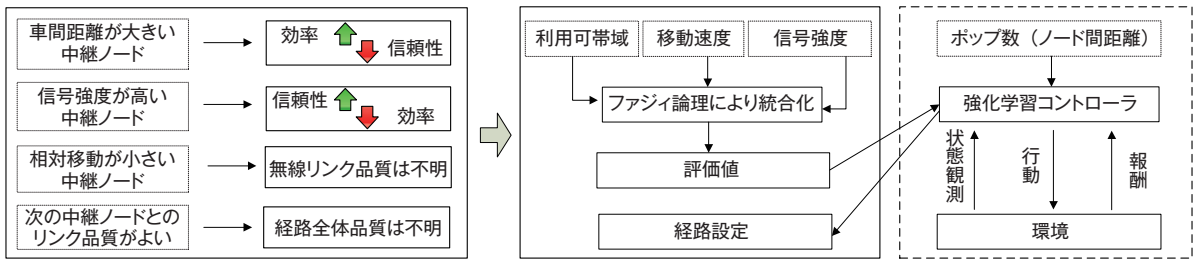 車間距離が大きい
中継ノード
効率
信頼性
信号強度が高い
中継ノード
信頼性
効率
相対移動が小さい
中継ノード
無線リンク品質は不明
次の中継ノードとの
リンク品質がよい
経路全体品質は不明
利用可帯域
移動速度
信号強度
ファジィ論理により統合化
評価値
経路設定
ポップ数（ノード間距離）
強化学習コントローラ
状態観測
行動
報酬
環境